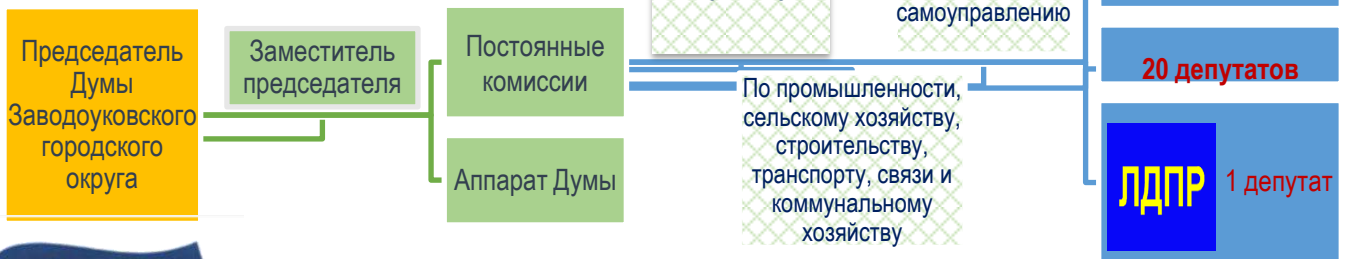 Председатель
Думы
Заводоуковского
городского
округа
Заместитель
председателя
Постоянные
комиссии
Аппарат Думы
самоуправлению
По промышленности,
сельскому хозяйству,
строительству,
транспорту, связи и
коммунальному
хозяйству
20 депутатов
ЛДПР
1 депутат